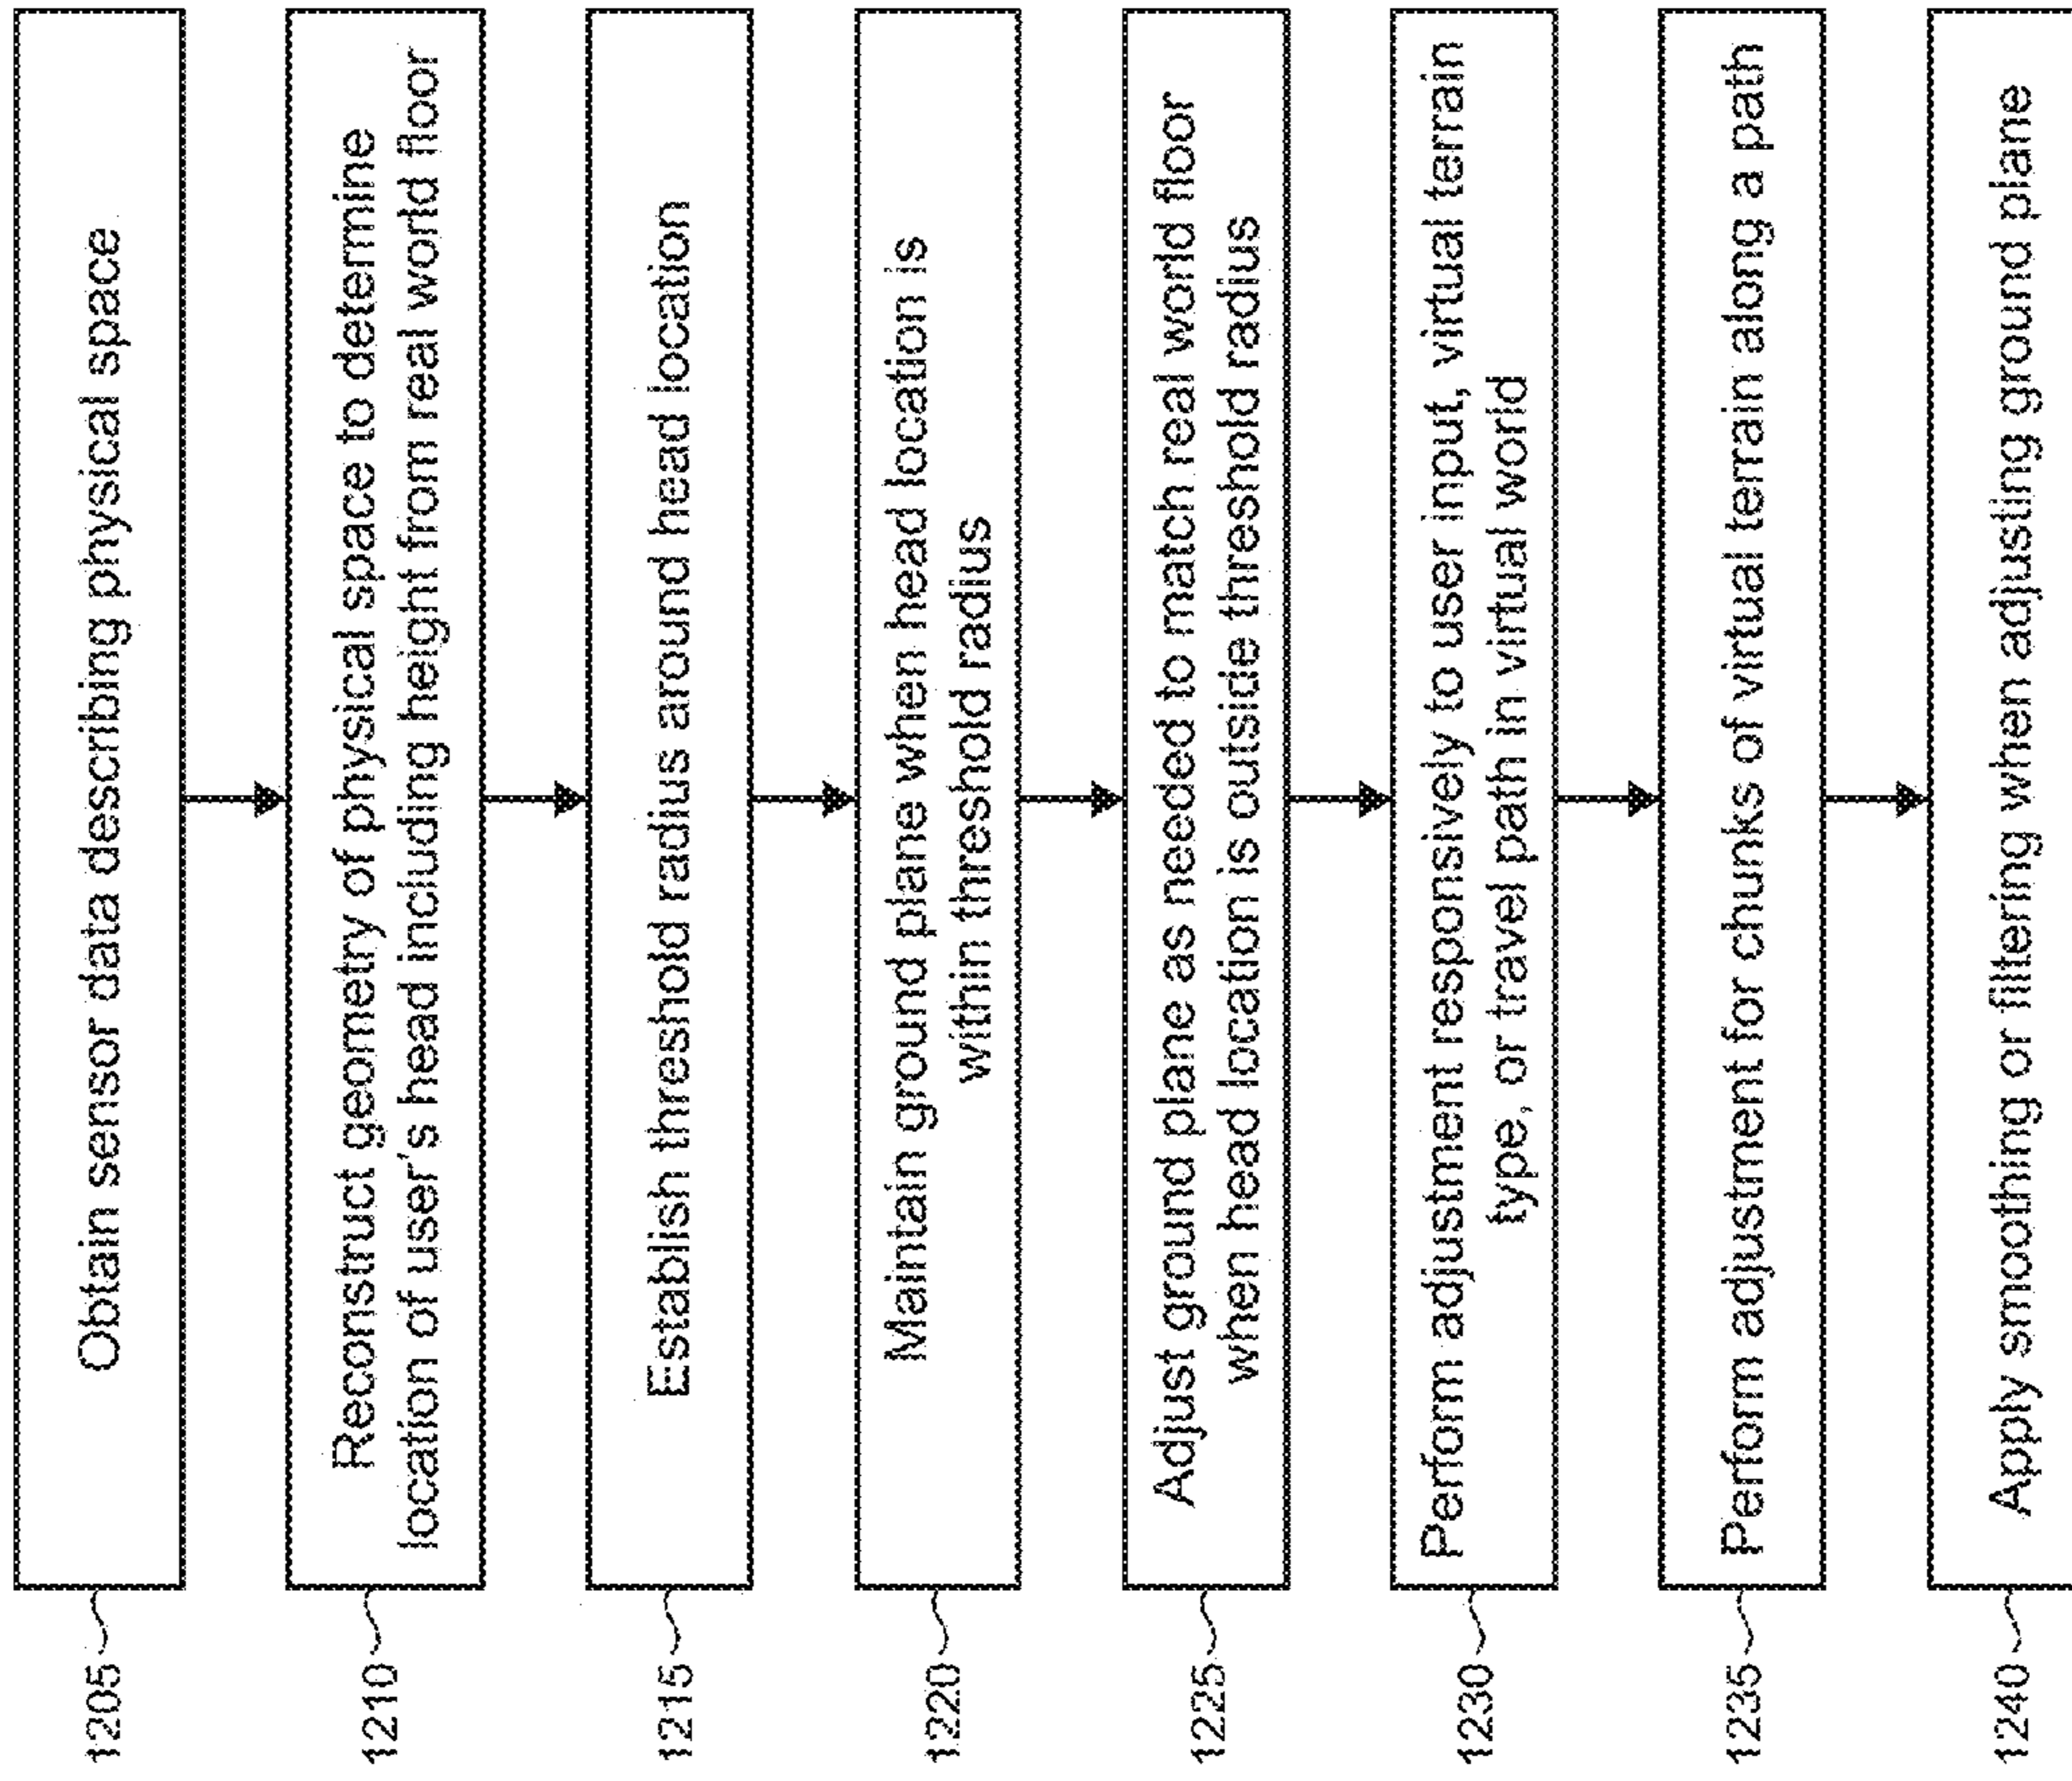 1205
Obtain sensor data describing physical space
1210
Reconstruct geometry of physical space to determine
location of user's head including height from real world floor
1215
Establish threshold radius around head location
1220
Maintain ground plane when head location is
within threshold radius
1225
Adjust ground plane as needed to match real world floor
when head location is outside threshold radius
1230
Perform adjustment responsively to user input, virtual terrain
type, or travel path in virtual world
1235
Perform adjustment for chunks of virtual terrain along a path
1240
Apply smoothing or filtering when adjusting ground plane